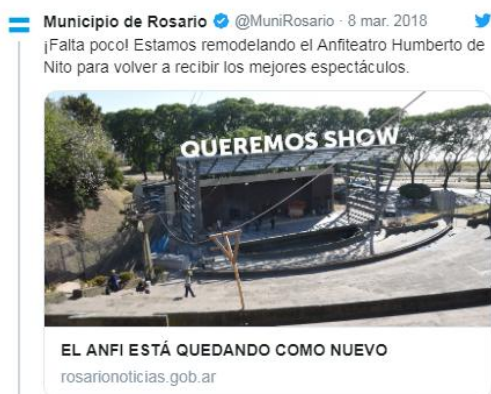 Municipio de Rosario @MuniRosario · 8 mar. 2018
¡Falta poco! Estamos remodelando el Anfiteatro Humberto de
Nito para volver a recibir los mejores espectáculos.
QUEREMOS SHOW
EL ANFI ESTÁ QUEDANDO COMO NUEVO
rosarionoticias.gob.ar